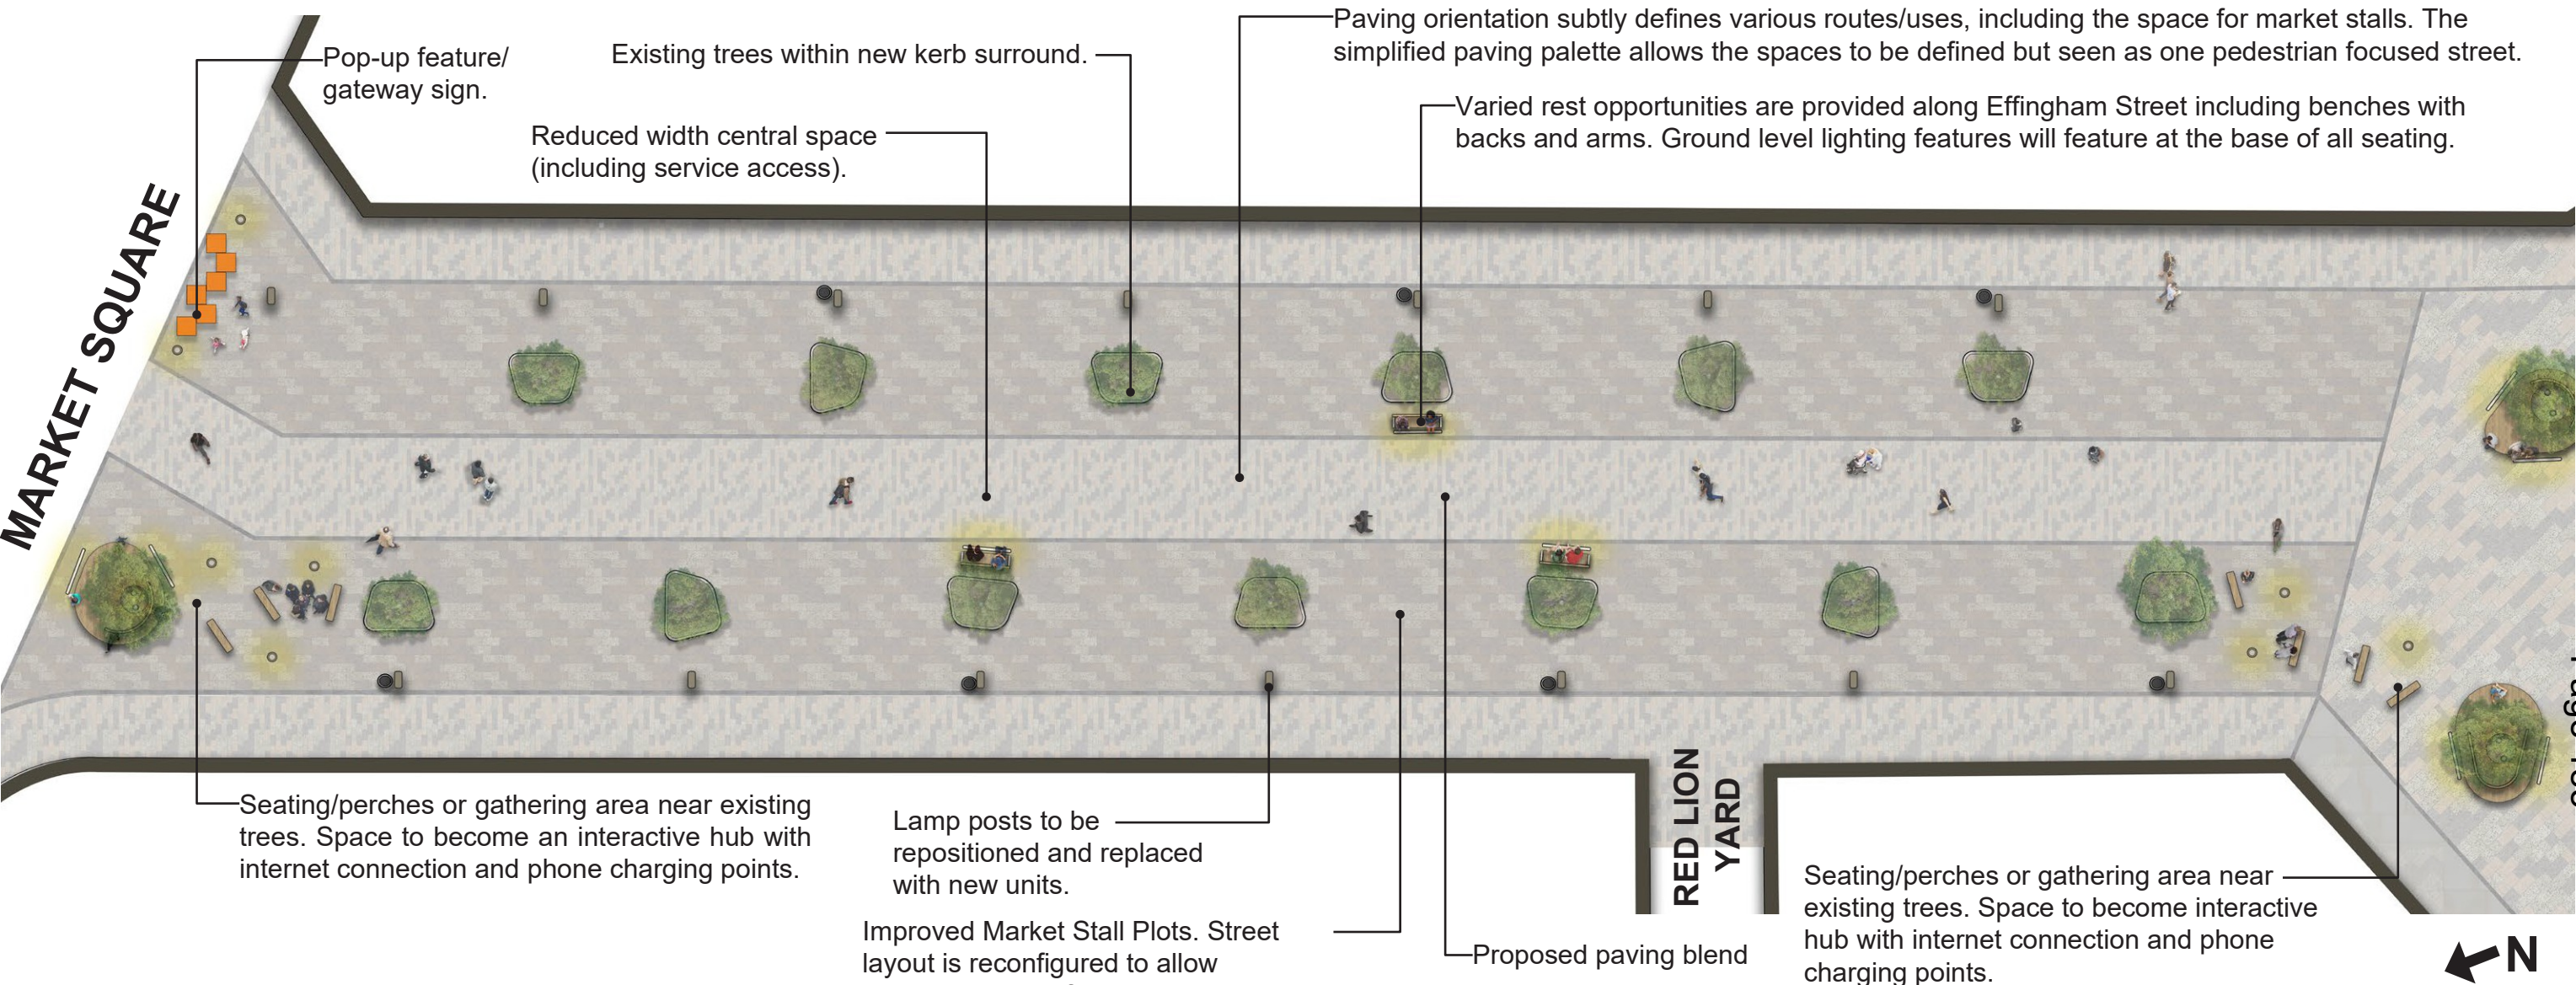 Paving orientation subtly defines various routes/uses, including the space for market stalls. The
simplified paving palette allows the spaces to be defined but seen as one pedestrian focused street.
Pop-up feature/
gateway sign.
Existing trees within new kerb surround.
Varied rest opportunities are provided along Effingham Street including benches with
backs and arms. Ground level lighting features will feature at the base of all seating.
Reduced width central space
(including service access).
MARKET SQUARE
Seating/perches or gathering area near existing
trees. Space to become an interactive hub with
internet connection and phone charging points.
Lamp posts to be
repositioned and replaced
with new units.
Improved Market Stall Plots. Street
layout is reconfigured to allow
Proposed paving blend
RED LION
YARD
Seating/perches or gathering area near
existing trees. Space to become interactive
hub with internet connection and phone
charging points.
N